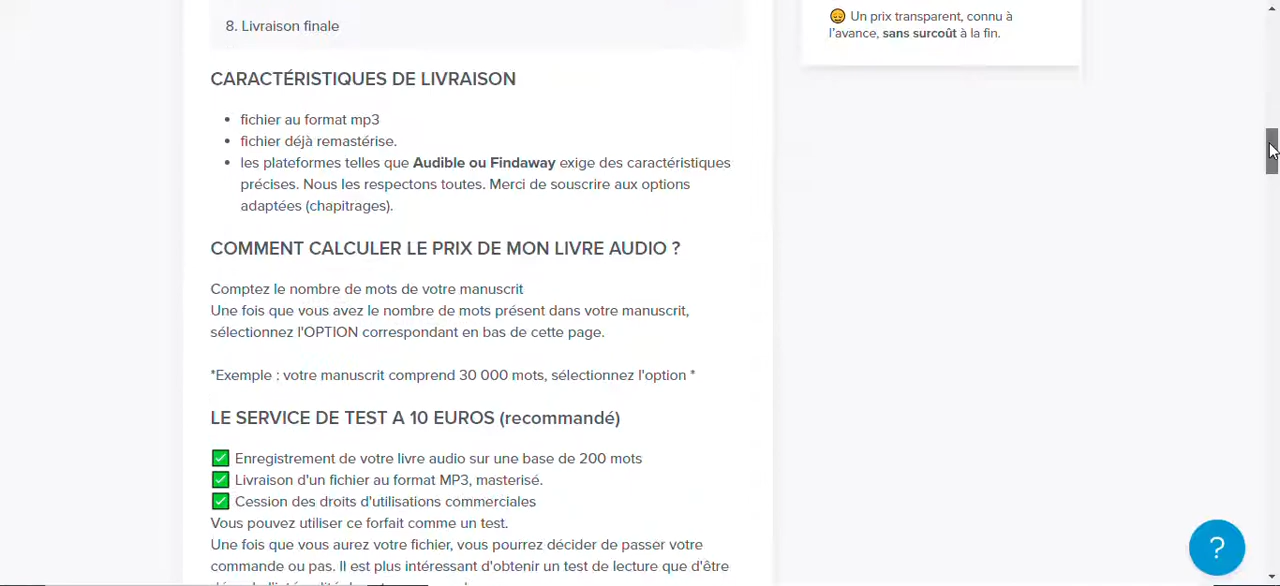 8. Livraison finale
😔 Un prix transparent, connu à
l'avance, sans surcoût à la fin.
CARACTÉRISTIQUES DE LIVRAISON
• fichier au format mp3
• fichier déjà remastérise.
• les plateformes telles que Audible ou Findaway exige des caractéristiques
précises. Nous les respectons toutes. Merci de souscrire aux options
adaptées (chapitrages).
COMMENT CALCULER LE PRIX DE MON LIVRE AUDIO ?
Comptez le nombre de mots de votre manuscrit
Une fois que vous avez le nombre de mots présent dans votre manuscrit,
sélectionnez l'OPTION correspondant en bas de cette page.
*Exemple : votre manuscrit comprend 30 000 mots, sélectionnez l'option *
LE SERVICE DE TEST A 10 EUROS (recommandé)
✅ Enregistrement de votre livre audio sur une base de 200 mots
✅ Livraison d'un fichier au format MP3, masterisé.
✅ Cession des droits d'utilisations commerciales
Vous pouvez utiliser ce forfait comme un test.
Une fois que vous aurez votre fichier, vous pourrez décider de passer votre
commande ou pas. Il est plus intéressant d'obtenir un test de lecture que d'être
?